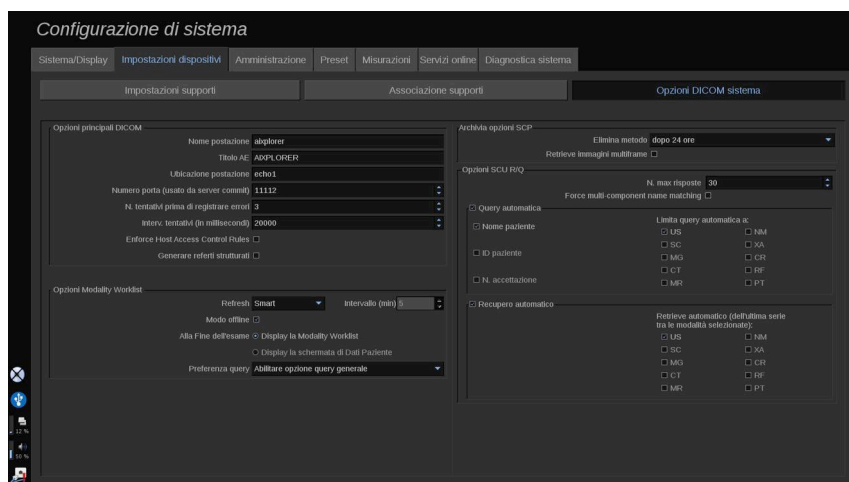 Configurazione di sistema
Sistema/Display Impostazioni dispositivi Amministrazione Preset Misurazioni Servizi online Diagnostica sistema
Impostazioni supporti Associazione supporti Opzioni DICOM sistema
Opzioni principali DICOM
Nome postazione aixplorer
Titolo AE AIXPLORER
Ubicazione postazione echo1
Numero porta (usato da server commit) 11112
N. tentativi prima di registrare errori 3
Interv. tentativi (in millisecondi) 20000
Enforce Host Access Control Rules
Generare referti strutturati
Opzioni Modality Worklist
Refresh Smart Intervallo (min) 5
Modo offline
Alla Fine dell'esame Display la Modality Worklist
Display la schermata di Dati Paziente
Preferenza query Abilitare opzione query generale
Archivia opzioni SCP
Elimina metodo dopo 24 ore
Retrieve immagini multiframe
Opzioni SCU R/Q
N. max risposte 30
Force multi-component name matching
Query automatica
Nome paziente
ID paziente
N. accettazione
Limita query automatica a:
US NM
SC XA
MG CR
CT RF
MR PT
Recupero automatico
Retrieve automatico (dell'ultima serie
tra le modalità selezionate):
US NM
SC XA
MG CR
CT RF
MR PT
12 %
50 %